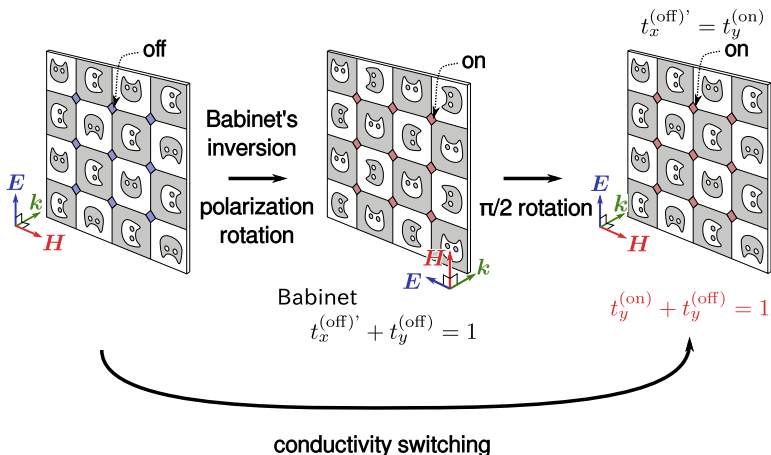 off
Babinet's
inversion
polarization
rotation
E
k
H
on
π/2 rotation
H
E
k
Babinet
t_x^{(off)'} + t_y^{(off)} = 1
t_x^{(off)'} = t_y^{(on)}
on
E
k
H
t_y^{(on)} + t_y^{(off)} = 1
conductivity switching